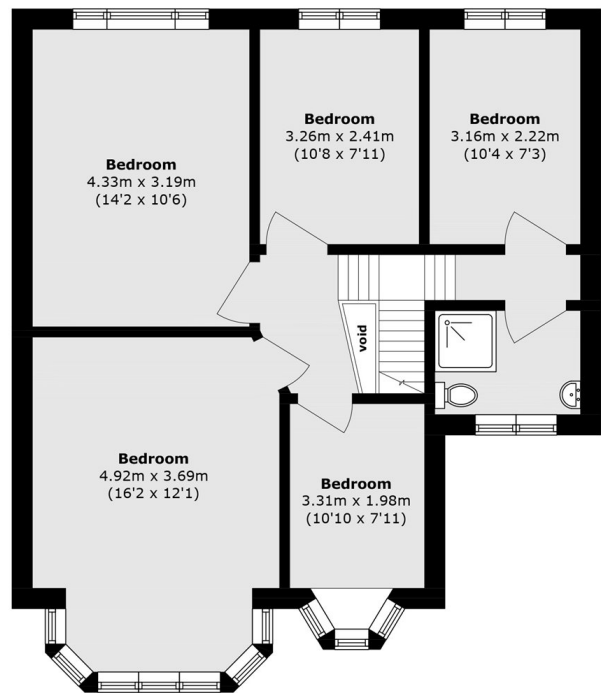 Bedroom
4.33m x 3.19m
(14'2 x 10'6)
Bedroom
3.26m x 2.41m
(10'8 x 7'11)
Bedroom
3.16m x 2.22m
(10'4 x 7'3)
void
Bedroom
4.92m x 3.69m
(16'2 x 12'1)
Bedroom
3.31m x 1.98m
(10'10 x 7'11)